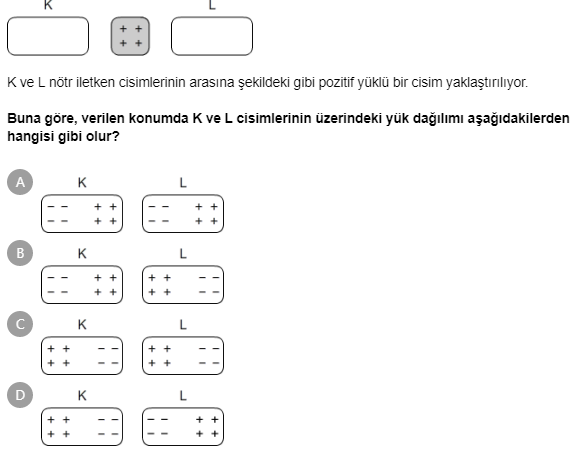 K L
+ +
+ +
K ve L nötr iletken cisimlerinin arasına şekildeki gibi pozitif yüklü bir cisim yaklaştırılıyor.
Buna göre, verilen konumda K ve L cisimlerinin üzerindeki yük dağılımı aşağıdakilerden
hangisi gibi olur?
A K L
− − + + − − + +
− − + + − − + +
B K L
− − + + + + − −
− − + + + + − −
C K L
+ + − − + + − −
+ + − − + + − −
D K L
+ + − − − − + +
+ + − − − − + +